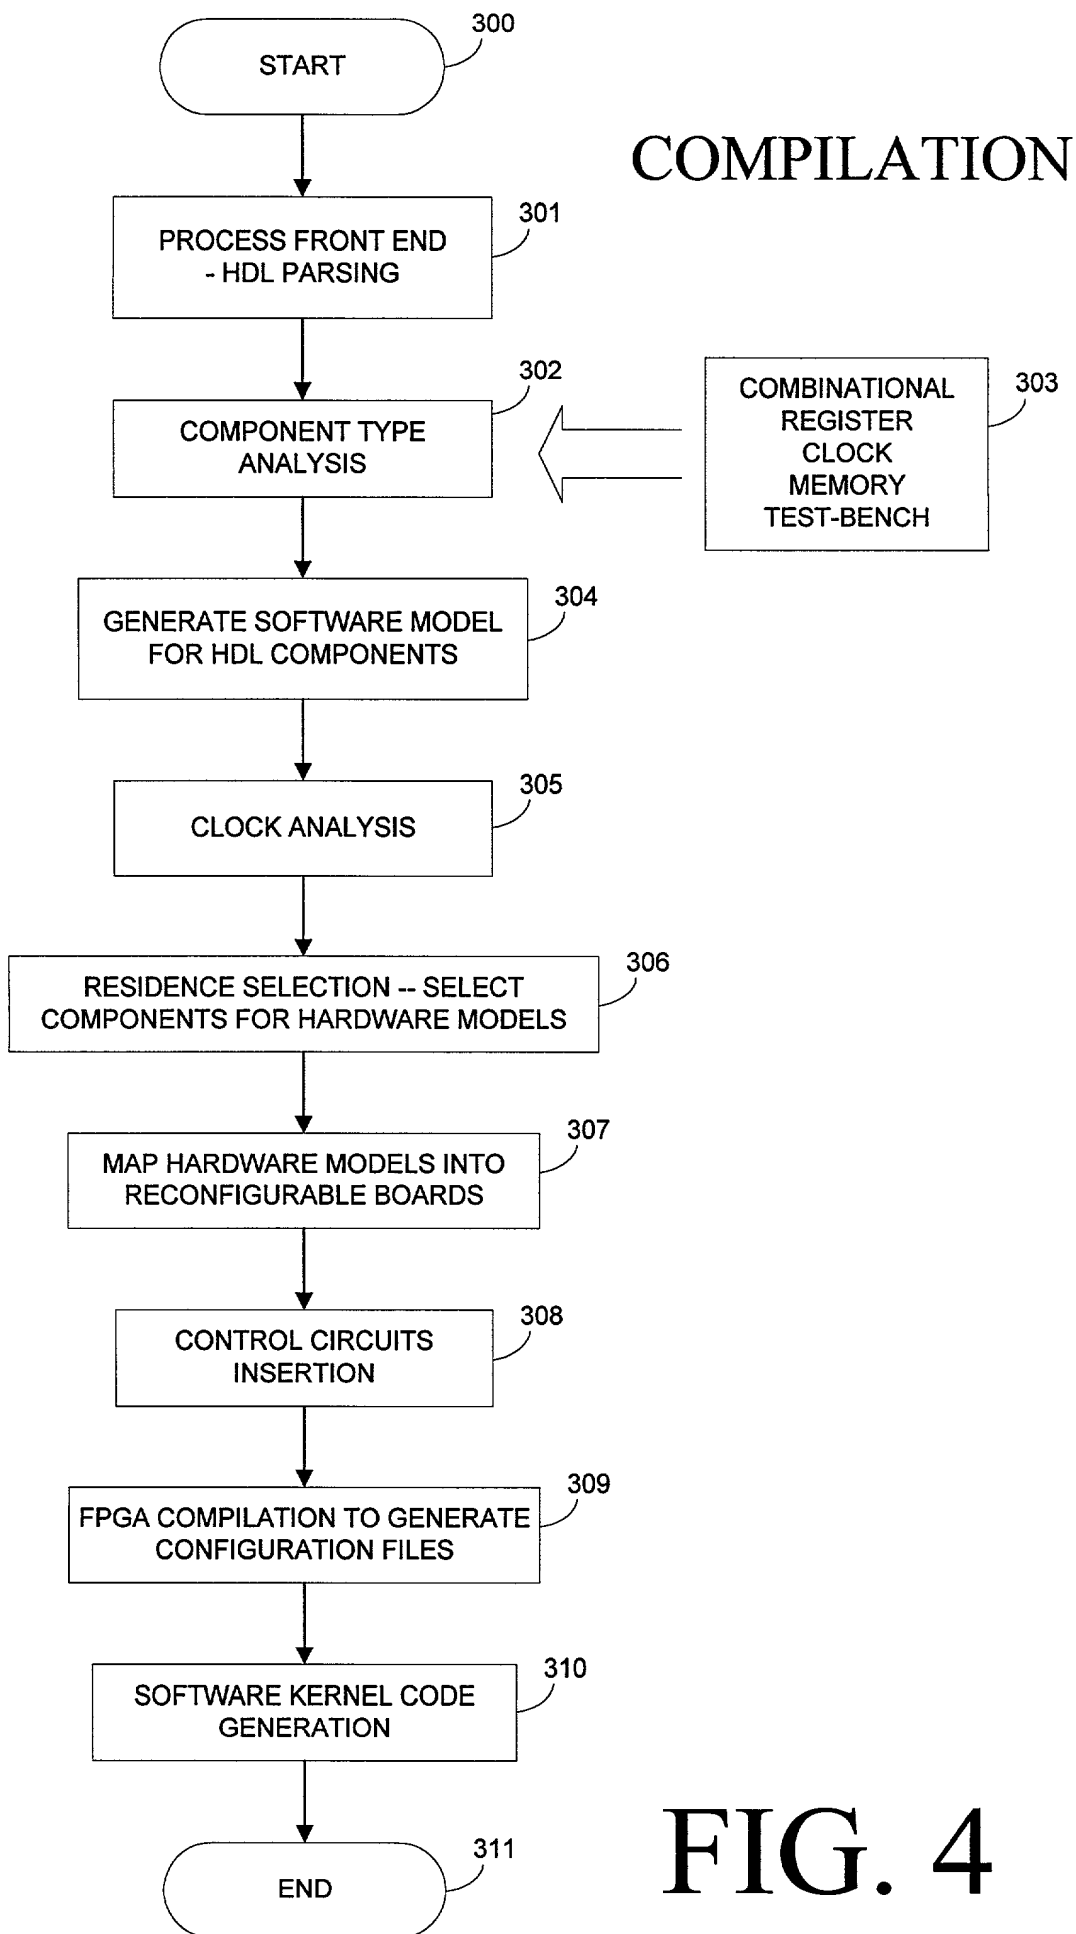 300
START
COMPILATION
301
PROCESS FRONT END
- HDL PARSING
302
COMPONENT TYPE
ANALYSIS
303
COMBINATIONAL
REGISTER
CLOCK
MEMORY
TEST-BENCH
304
GENERATE SOFTWARE MODEL
FOR HDL COMPONENTS
305
CLOCK ANALYSIS
306
RESIDENCE SELECTION -- SELECT
COMPONENTS FOR HARDWARE MODELS
307
MAP HARDWARE MODELS INTO
RECONFIGURABLE BOARDS
308
CONTROL CIRCUITS
INSERTION
309
FPGA COMPILATION TO GENERATE
CONFIGURATION FILES
310
SOFTWARE KERNEL CODE
GENERATION
311
END
FIG. 4